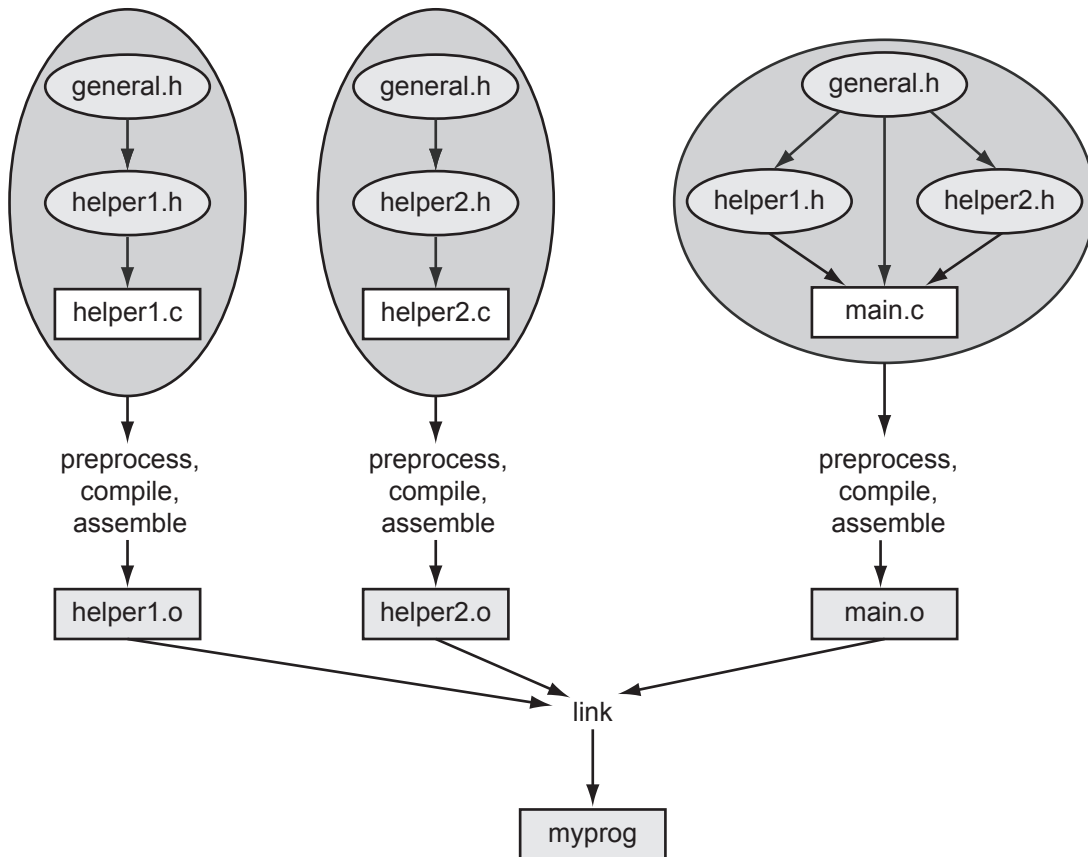 general.h
general.h
general.h
helper1.h
helper2.h
helper1.h
helper2.h
helper1.c
helper2.c
main.c
preprocess,
compile,
assemble
preprocess,
compile,
assemble
preprocess,
compile,
assemble
helper1.o
helper2.o
main.o
link
myprog